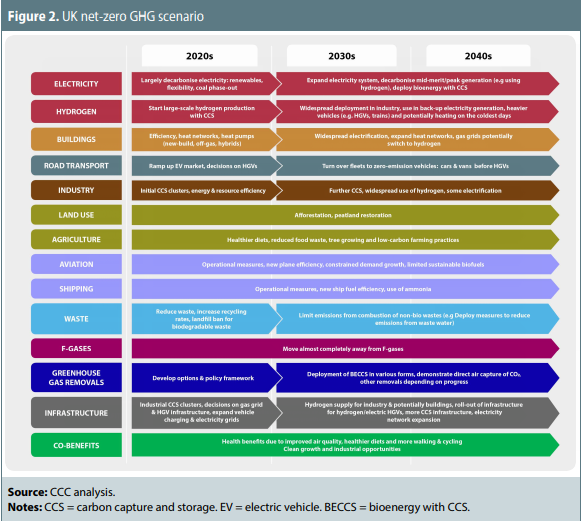 Figure 2. UK net-zero GHG scenario
2020s
2030s
2040s
ELECTRICITY
Largely decarbonise electricity: renewables,
flexibility, coal phase-out
Expand electricity system, decarbonise mid-merit/peak generation (e.g using
hydrogen), deploy bioenergy with CCS
HYDROGEN
Start large-scale hydrogen production
with CCS
Widespread deployment in industry, use in back-up electricity generation, heavier
vehicles (e.g. HGVs, trains) and potentially heating on the coldest days
BUILDINGS
Efficiency, heat networks, heat pumps
(new-build, off-gas, hybrids)
Widespread electrification, expand heat networks, gas grids potentially
switch to hydrogen
ROAD TRANSPORT
Ramp up EV market, decisions on HGVs
Turn over fleets to zero-emission vehicles: cars & vans before HGVs
INDUSTRY
Initial CCS clusters, energy & resource efficiency
Further CCS, widespread use of hydrogen, some electrification
LAND USE
Afforestation, peatland restoration
AGRICULTURE
Healthier diets, reduced food waste, tree growing and low-carbon farming practices
AVIATION
Operational measures, new plane efficiency, constrained demand growth, limited sustainable biofuels
SHIPPING
Operational measures, new ship fuel efficiency, use of ammonia
WASTE
Reduce waste, increase recycling
rates, landfill ban for
biodegradable waste
Limit emissions from combustion of non-bio wastes (e.g Deploy measures to reduce
emissions from waste water)
F-GASES
Move almost completely away from F-gases
GREENHOUSE
GAS REMOVALS
Develop options & policy framework
Deployment of BECCS in various forms, demonstrate direct air capture of CO₂,
other removals depending on progress
INFRASTRUCTURE
Industrial CCS clusters, decisions on gas grid
& HGV infrastructure, expand vehicle
charging & electricity grids
Hydrogen supply for industry & potentially buildings, roll-out of infrastructure
for hydrogen/electric HGVs, more CCS infrastructure, electricity
network expansion
CO-BENEFITS
Health benefits due to improved air quality, healthier diets and more walking & cycling
Clean growth and industrial opportunities
Source: CCC analysis.
Notes: CCS = carbon capture and storage. EV = electric vehicle. BECCS = bioenergy with CCS.